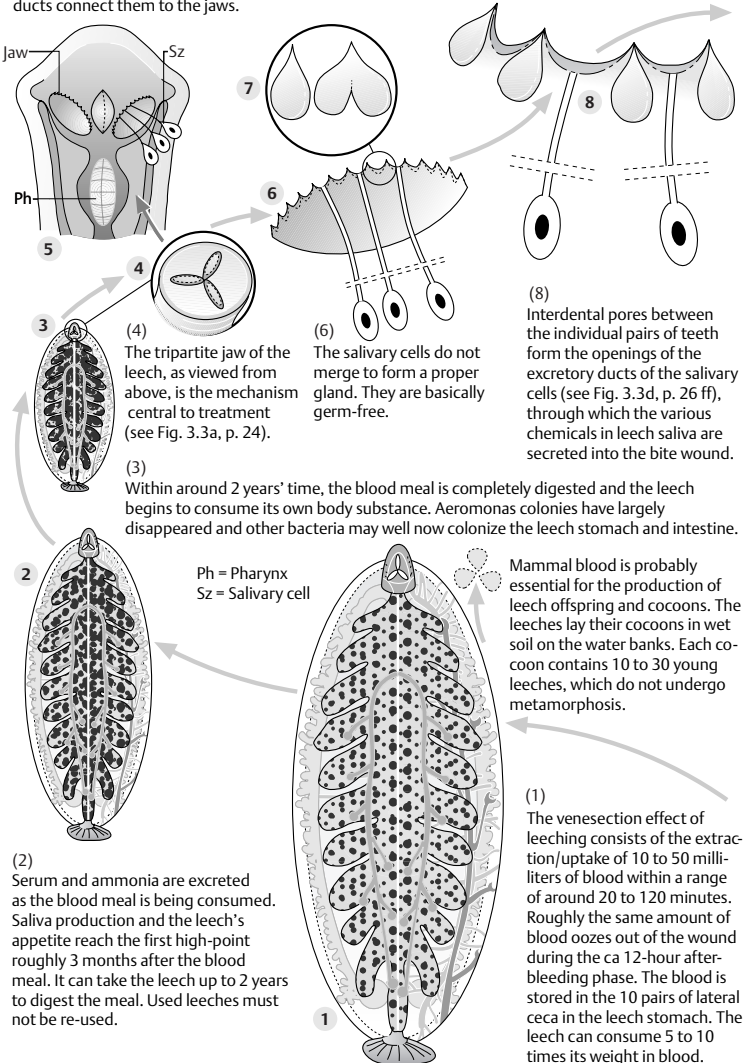 ducts connect them to the jaws.
Jaw
Sz
7
8
6
Ph
5
4
3
(4)
The tripartite jaw of the
leech, as viewed from
above, is the mechanism
central to treatment
(see Fig. 3.3a, p. 24).
(6)
The salivary cells do not
merge to form a proper
gland. They are basically
germ-free.
(8)
Interdental pores between
the individual pairs of teeth
form the openings of the
excretory ducts of the salivary
cells (see Fig. 3.3d, p. 26 ff),
through which the various
chemicals in leech saliva are
secreted into the bite wound.
(3)
Within around 2 years’ time, the blood meal is completely digested and the leech
begins to consume its own body substance. Aeromonas colonies have largely
disappeared and other bacteria may well now colonize the leech stomach and intestine.
2
Ph = Pharynx
Sz = Salivary cell
Mammal blood is probably
essential for the production of
leech offspring and cocoons. The
leeches lay their cocoons in wet
soil on the water banks. Each co-
coon contains 10 to 30 young
leeches, which do not undergo
metamorphosis.
(2)
Serum and ammonia are excreted
as the blood meal is being consumed.
Saliva production and the leech’s
appetite reach the first high-point
roughly 3 months after the blood
meal. It can take the leech up to 2 years
to digest the meal. Used leeches must
not be re-used.
1
(1)
The venesection effect of
leeching consists of the extrac-
tion/uptake of 10 to 50 milli-
liters of blood within a range
of around 20 to 120 minutes.
Roughly the same amount of
blood oozes out of the wound
during the ca 12-hour after-
bleeding phase. The blood is
stored in the 10 pairs of lateral
ceca in the leech stomach. The
leech can consume 5 to 10
times its weight in blood.